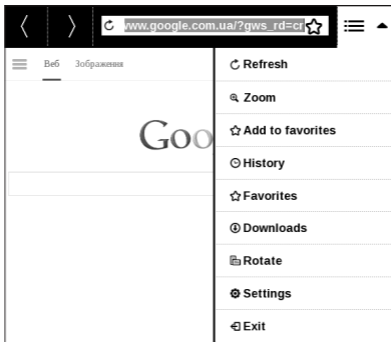 www.google.com.ua/?gws_rd=cr
Веб Зображення
Refresh
Zoom
Goo
Add to favorites
History
Favorites
Downloads
Rotate
Settings
Exit